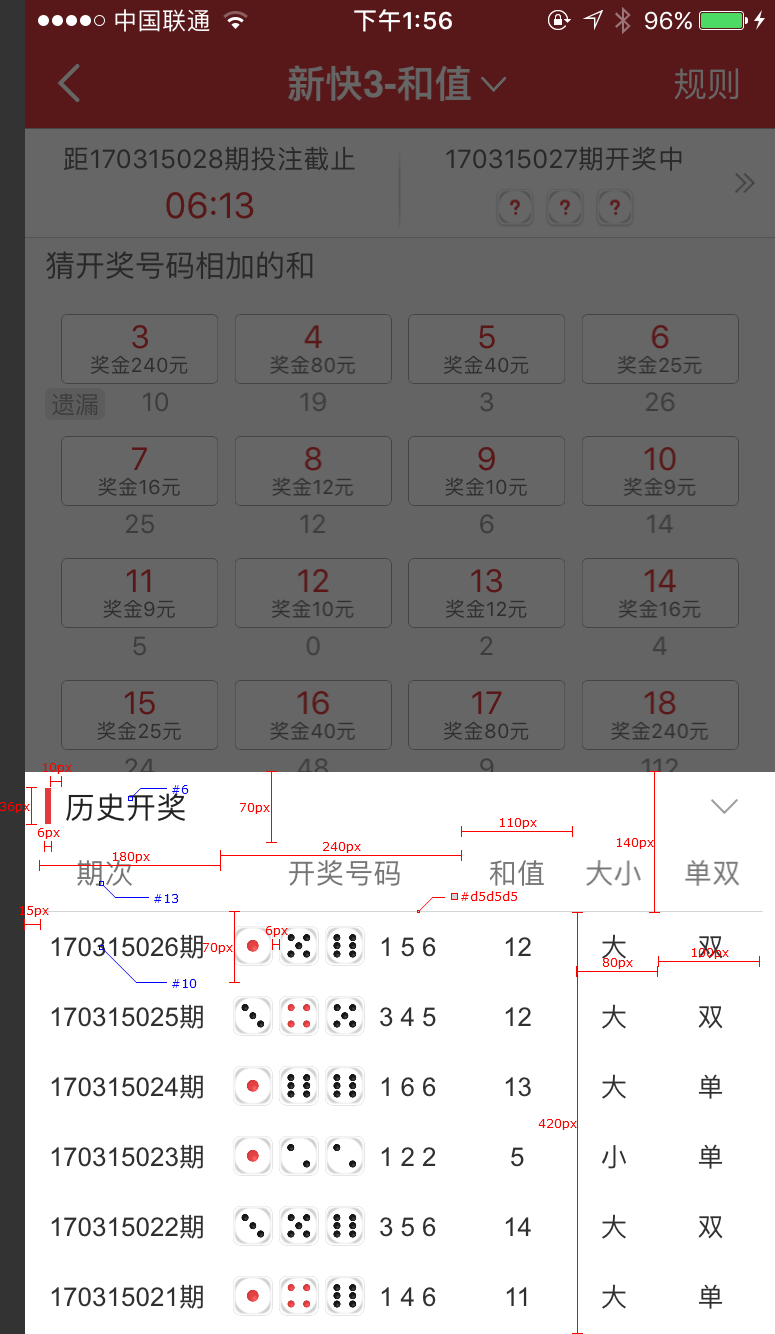 中国联通 下午1:56 96%
新快3-和值 规则
距170315028期投注截止 170315027期开奖中
06:13 ? ? ?
猜开奖号码相加的和
3 4 5 6
奖金240元 奖金80元 奖金40元 奖金25元
遗漏 10 19 3 26
7 8 9 10
奖金16元 奖金12元 奖金10元 奖金9元
25 12 6 14
11 12 13 14
奖金9元 奖金10元 奖金12元 奖金16元
5 0 2 4
15 16 17 18
奖金25元 奖金40元 奖金80元 奖金240元
24 48 9 112
10px
#6
36px 历史开奖 70px
110px
6px
180px 240px 140px
期次 开奖号码 和值 大小 单双
#13 #d5d5d5
15px
6px
170315026期 70px 1 5 6 12 大 双
80px 100px
#10
170315025期 3 4 5 12 大 双
170315024期 1 6 6 13 大 单
420px
170315023期 1 2 2 5 小 单
170315022期 3 5 6 14 大 双
170315021期 1 4 6 11 大 单